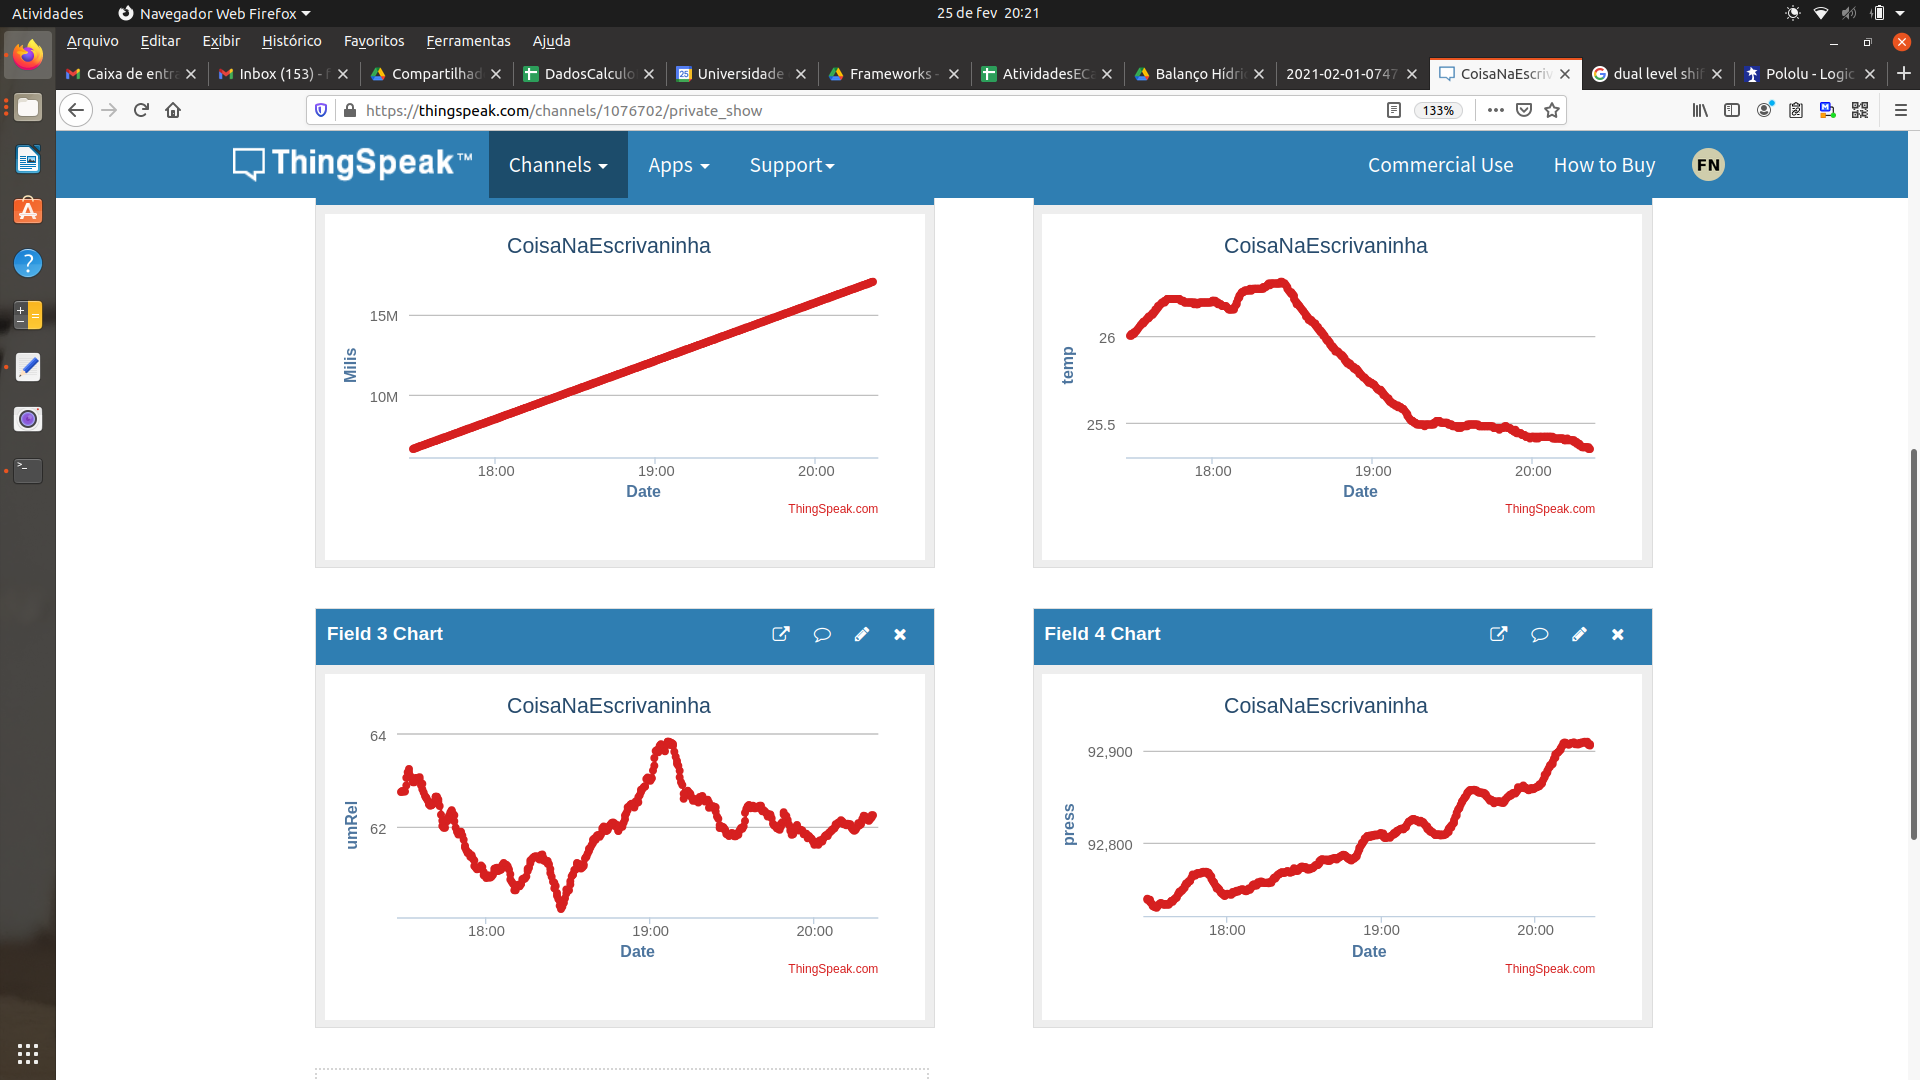 Atividades
Navegador Web Firefox
25 de fev 20:21
Arquivo Editar Exibir Histórico Favoritos Ferramentas Ajuda
Caixa de entra
Inbox (153) - f
Compartilhad
DadosCalculo
Universidade
Frameworks -
AtividadesECa
Balanço Hídri
2021-02-01-0747
CoisaNaEscriv
dual level shif
Pololu - Logic
https://thingspeak.com/channels/1076702/private_show
133%
ThingSpeak™
Channels
Apps
Support
Commercial Use
How to Buy
FN
CoisaNaEscrivaninha
Milis
15M
10M
18:00 19:00 20:00
Date
ThingSpeak.com
CoisaNaEscrivaninha
temp
26
25.5
18:00 19:00 20:00
Date
ThingSpeak.com
Field 3 Chart
CoisaNaEscrivaninha
umRel
64
62
18:00 19:00 20:00
Date
ThingSpeak.com
Field 4 Chart
CoisaNaEscrivaninha
press
92,900
92,800
18:00 19:00 20:00
Date
ThingSpeak.com